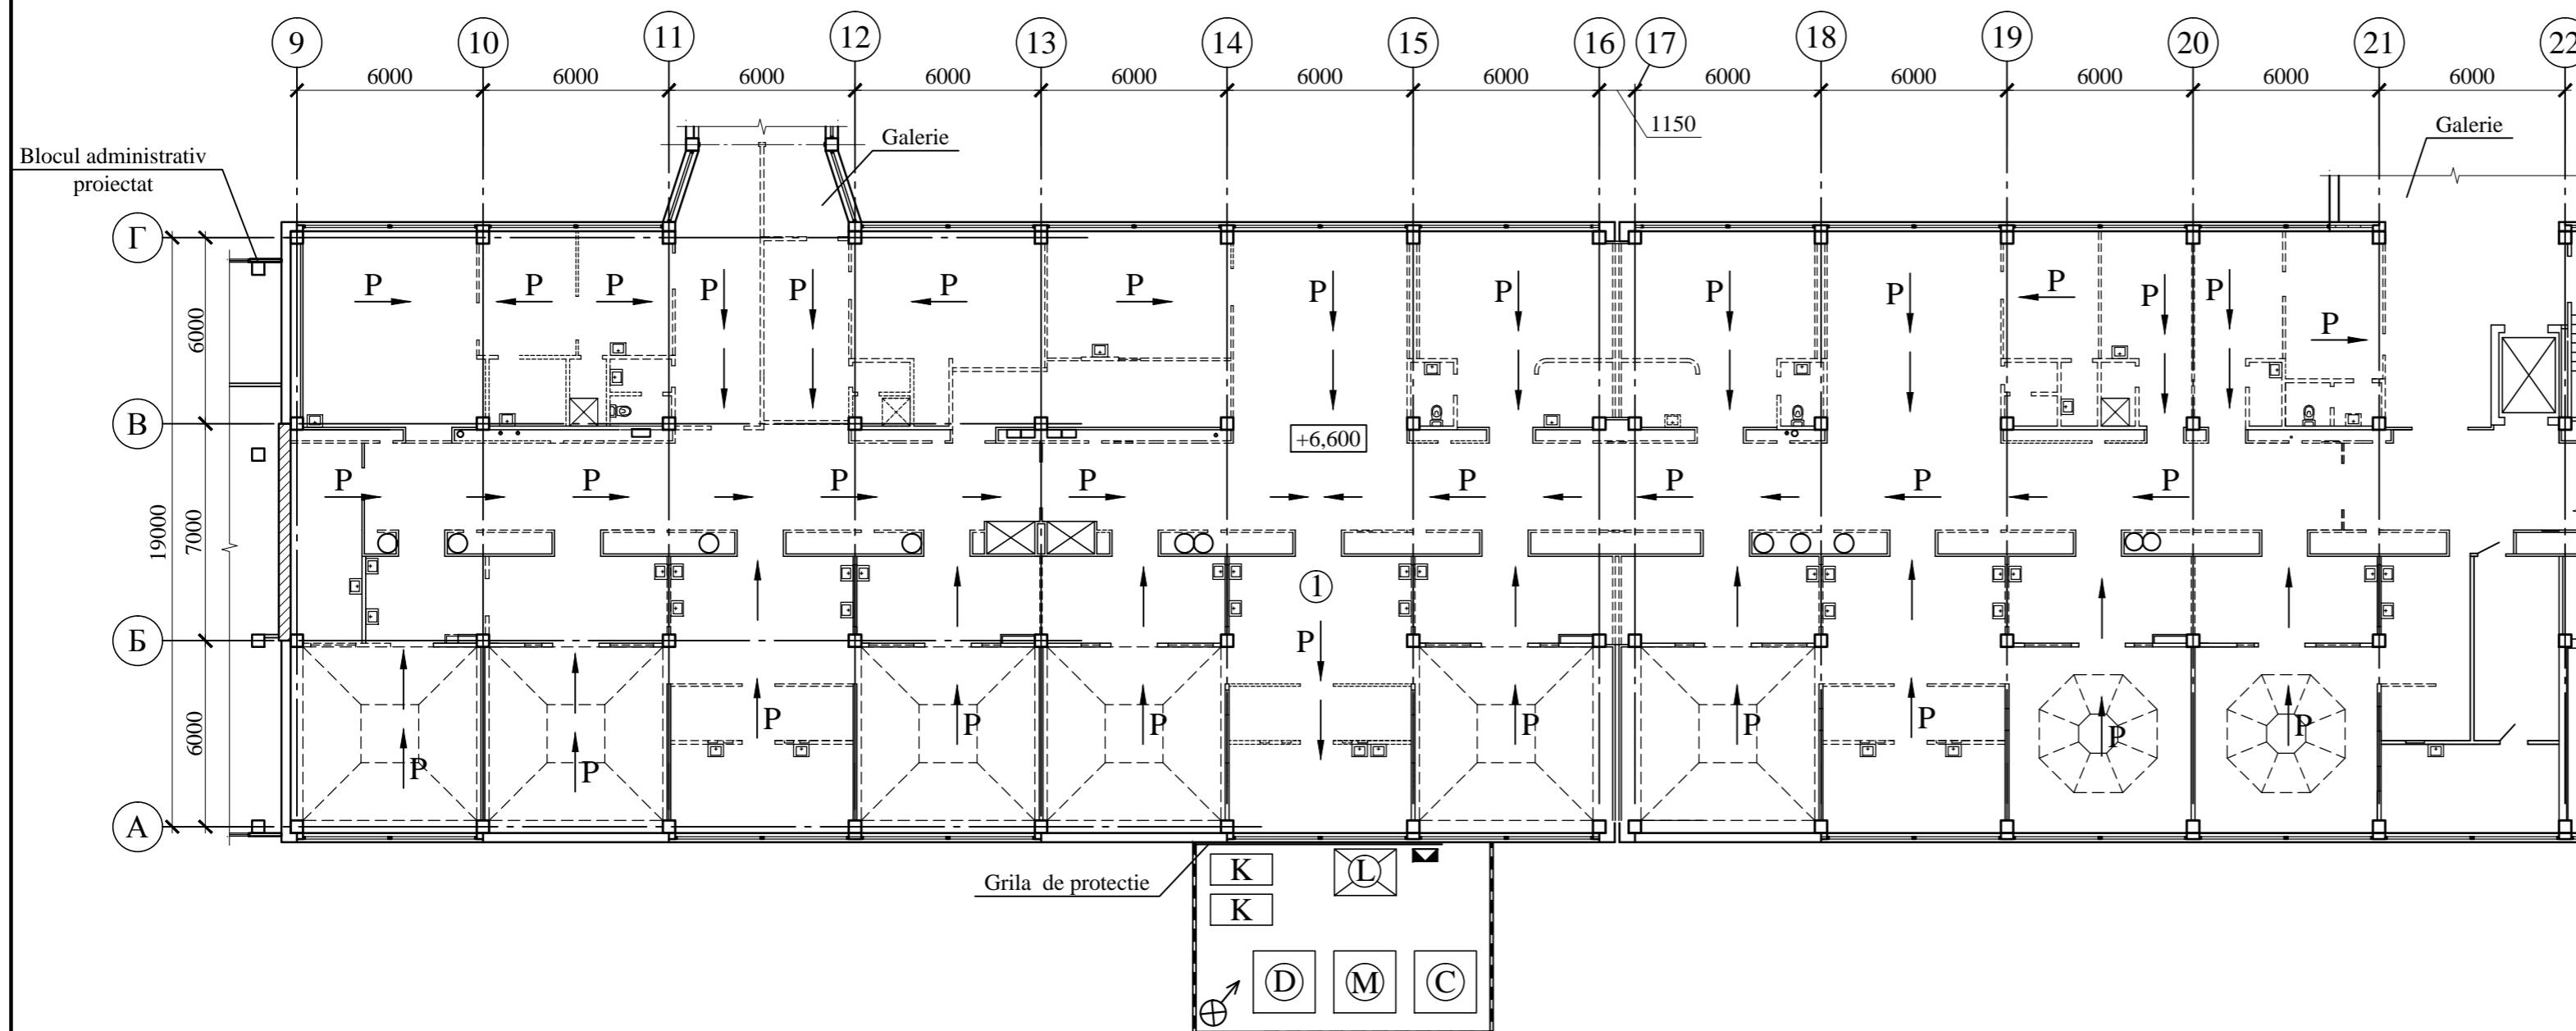 9 10 11 12 13 14 15 16 17 18 19 20 21 22
6000 6000 6000 6000 6000 6000 6000 6000 6000 6000 6000 6000
1150
Galerie
Galerie
Blocul administrativ
proiectat
Г
P P P P P P P P P P P P P P P
6000
В
+6,600
P P P P P P P P P
19000
7000
1
Б
P
6000
P P P P P P P P P
P P
А
Grila de protectie
K L
K
D M C